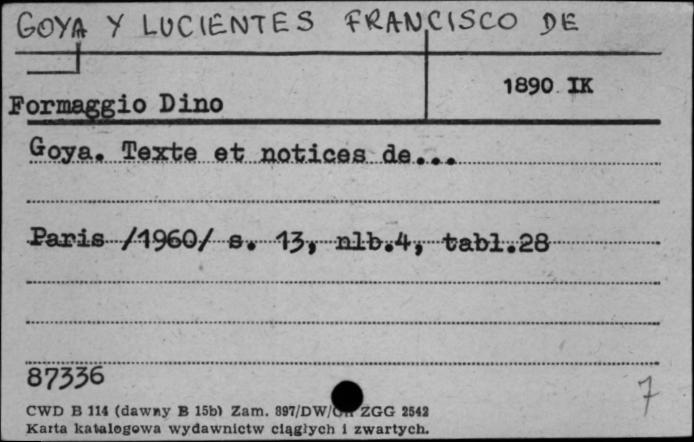 GOYA Y LUCIENTES FRANCISCO DE
1890 IK
Formaggio Dino
Goya. Texte et notices de...
Paris /1960/ s. 13, nlb.4, tabl.28
87336
7
CWD B 114 (dawny B 15b) Zam. 897/DW/ ZGG 2542
Karta katalogowa wydawnictw ciągłych i zwartych.